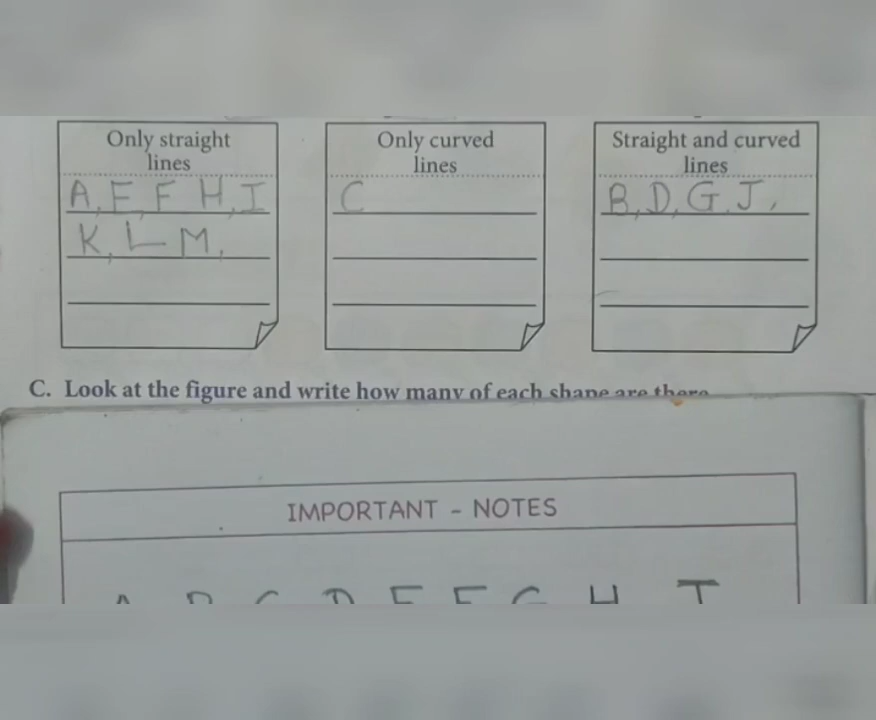 Only straight
lines
A, E, F H, I
K, L M,
Only curved
lines
C
Straight and curved
lines
B, D, G, J,
C. Look at the figure and write how many of each shape are there
IMPORTANT - NOTES
A B C D E F G H I